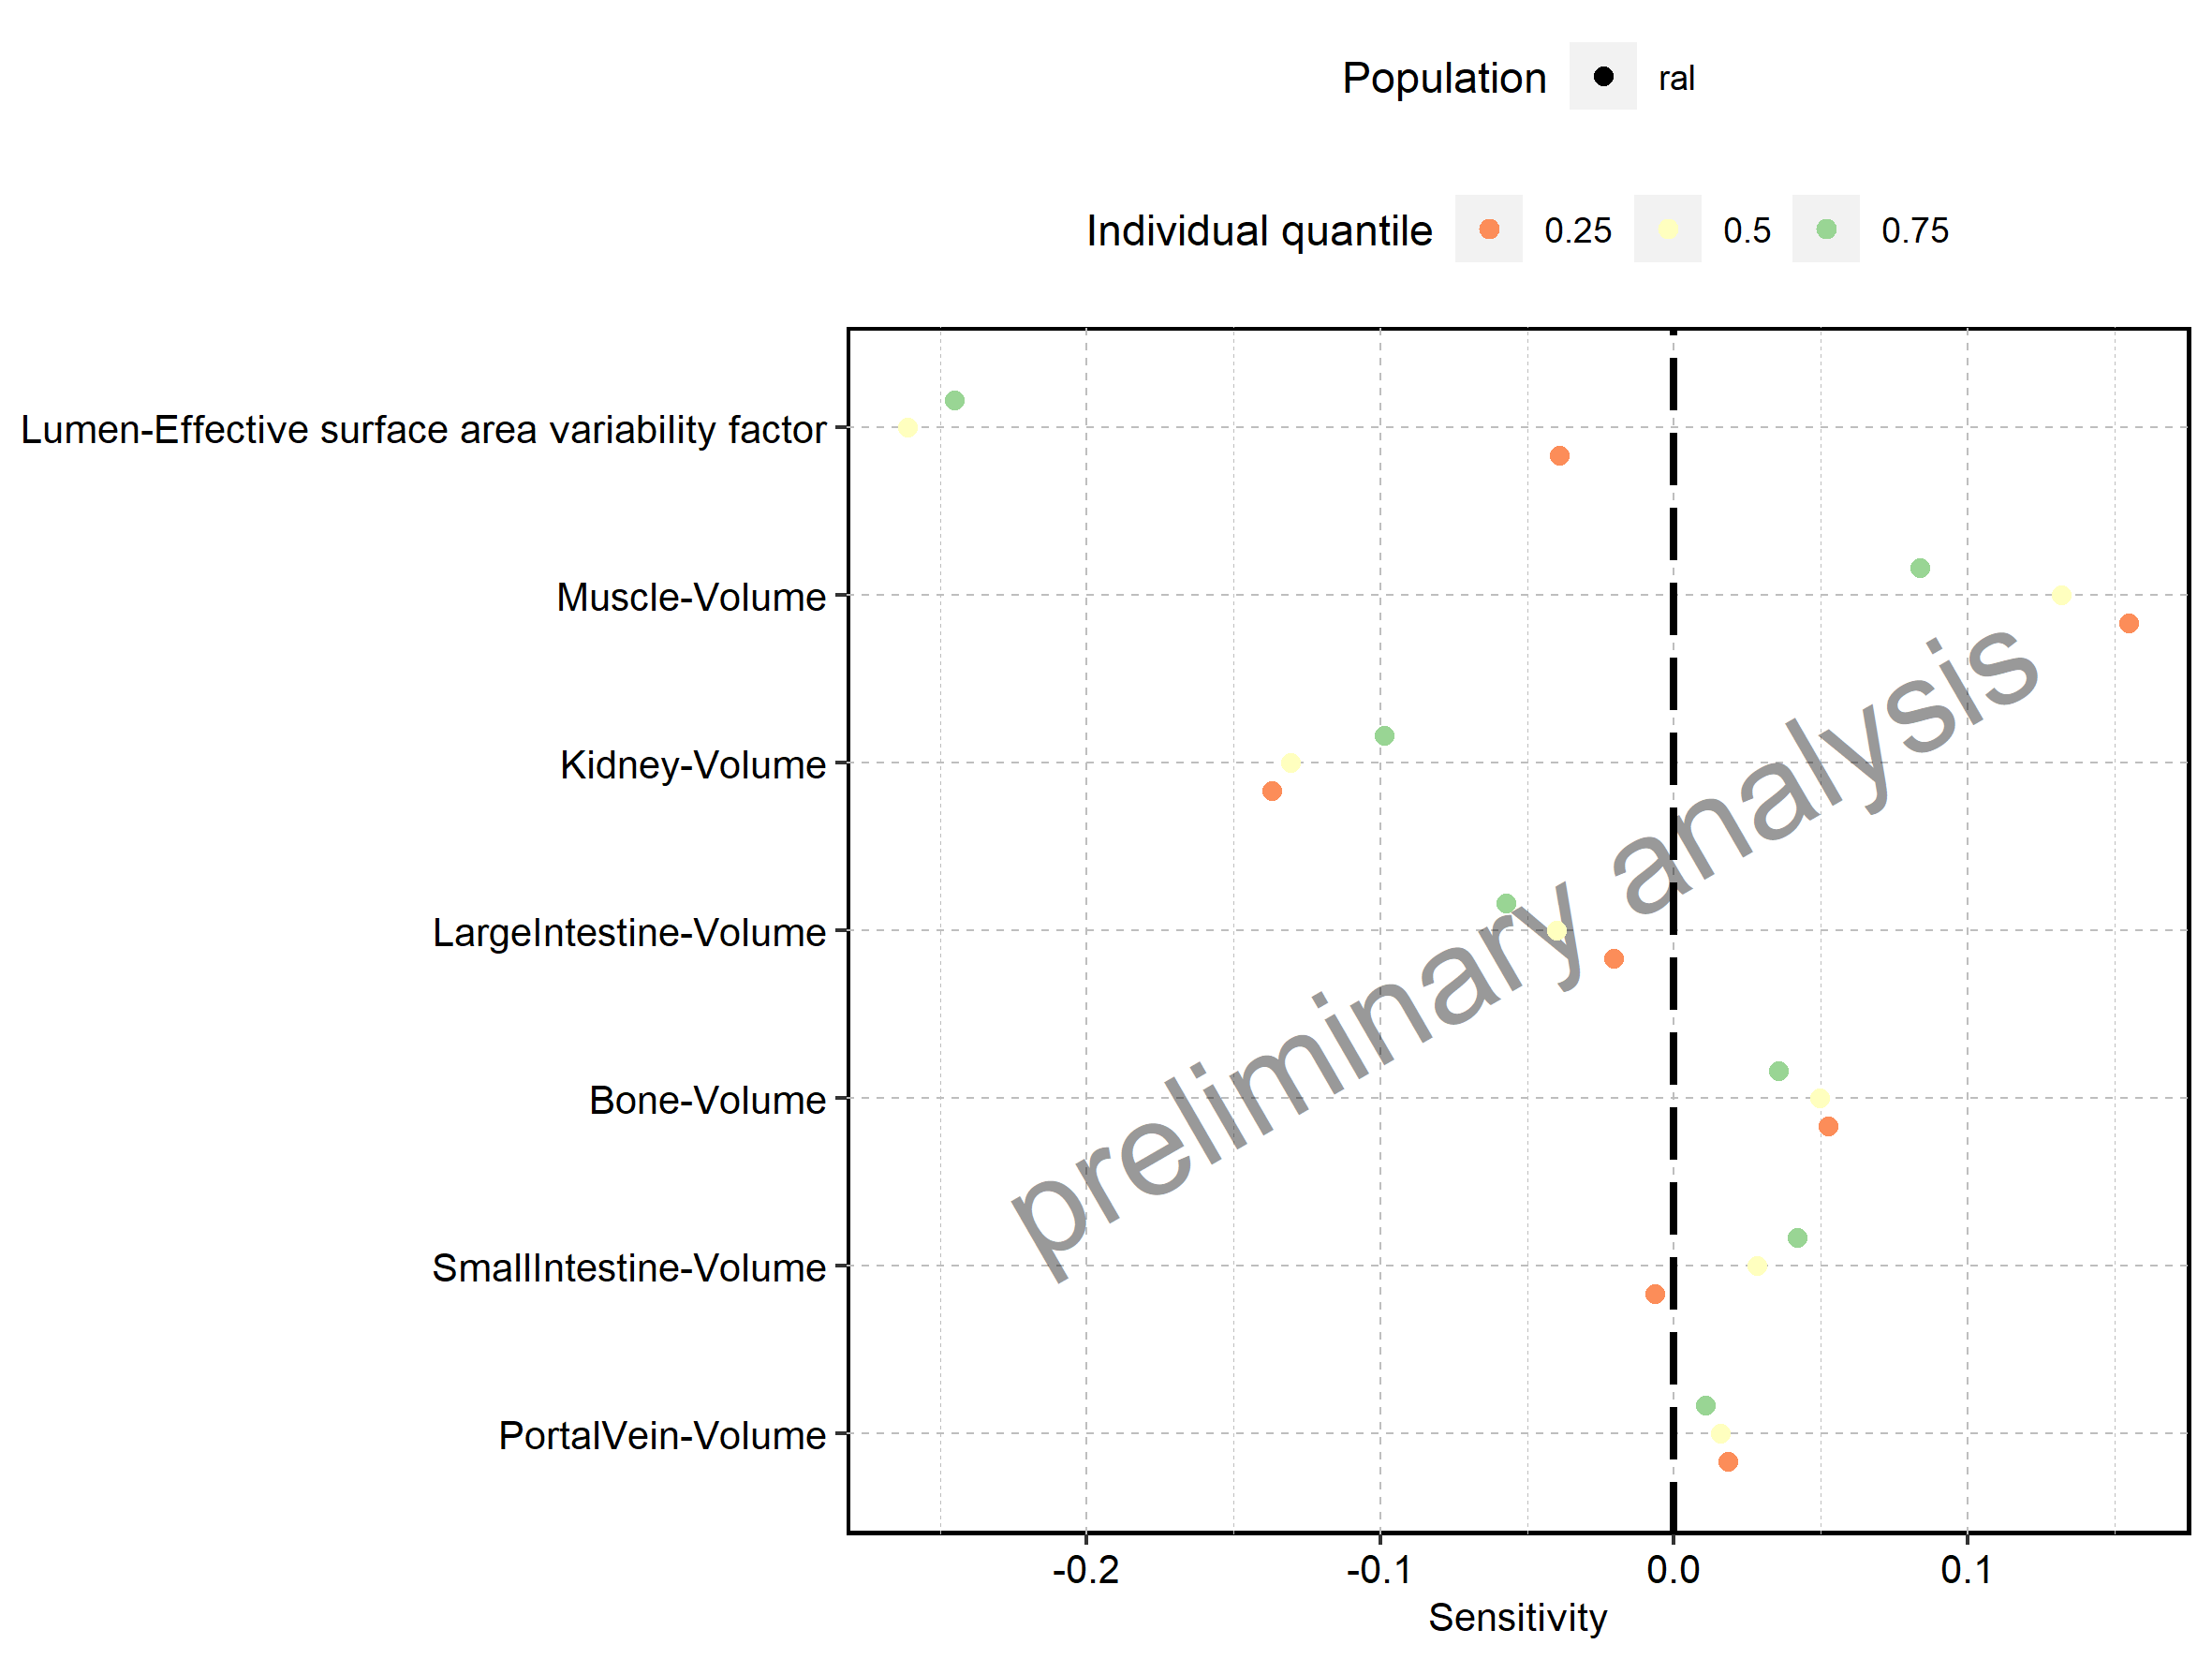 Population ral
Individual quantile 0.25 0.5 0.75
Lumen-Effective surface area variability factor
Muscle-Volume
Kidney-Volume
LargeIntestine-Volume
Bone-Volume
SmallIntestine-Volume
PortalVein-Volume
preliminary analysis
-0.2 -0.1 0.0 0.1
Sensitivity